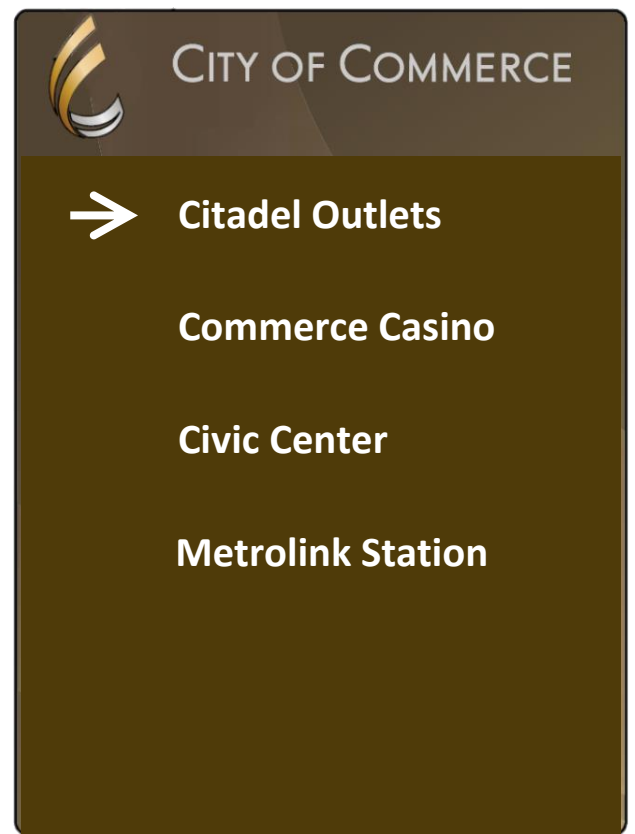 CITY OF COMMERCE
Citadel Outlets
Commerce Casino
Civic Center
Metrolink Station